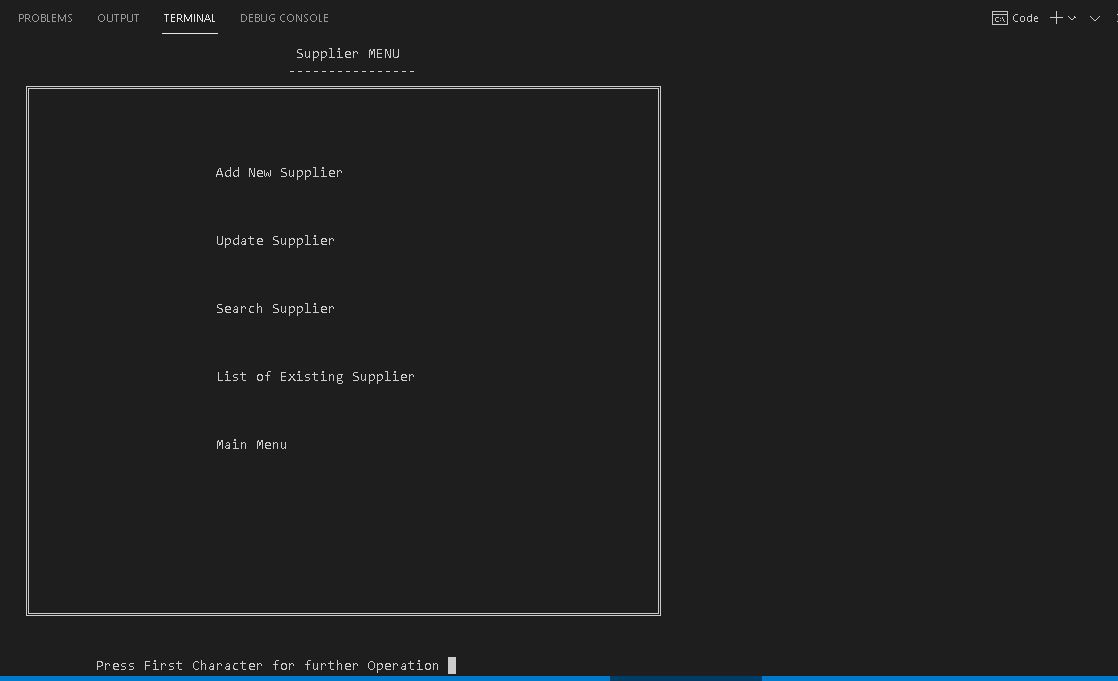 PROBLEMS OUTPUT TERMINAL DEBUG CONSOLE Code
Supplier MENU
----------------
Add New Supplier
Update Supplier
Search Supplier
List of Existing Supplier
Main Menu
Press First Character for further Operation